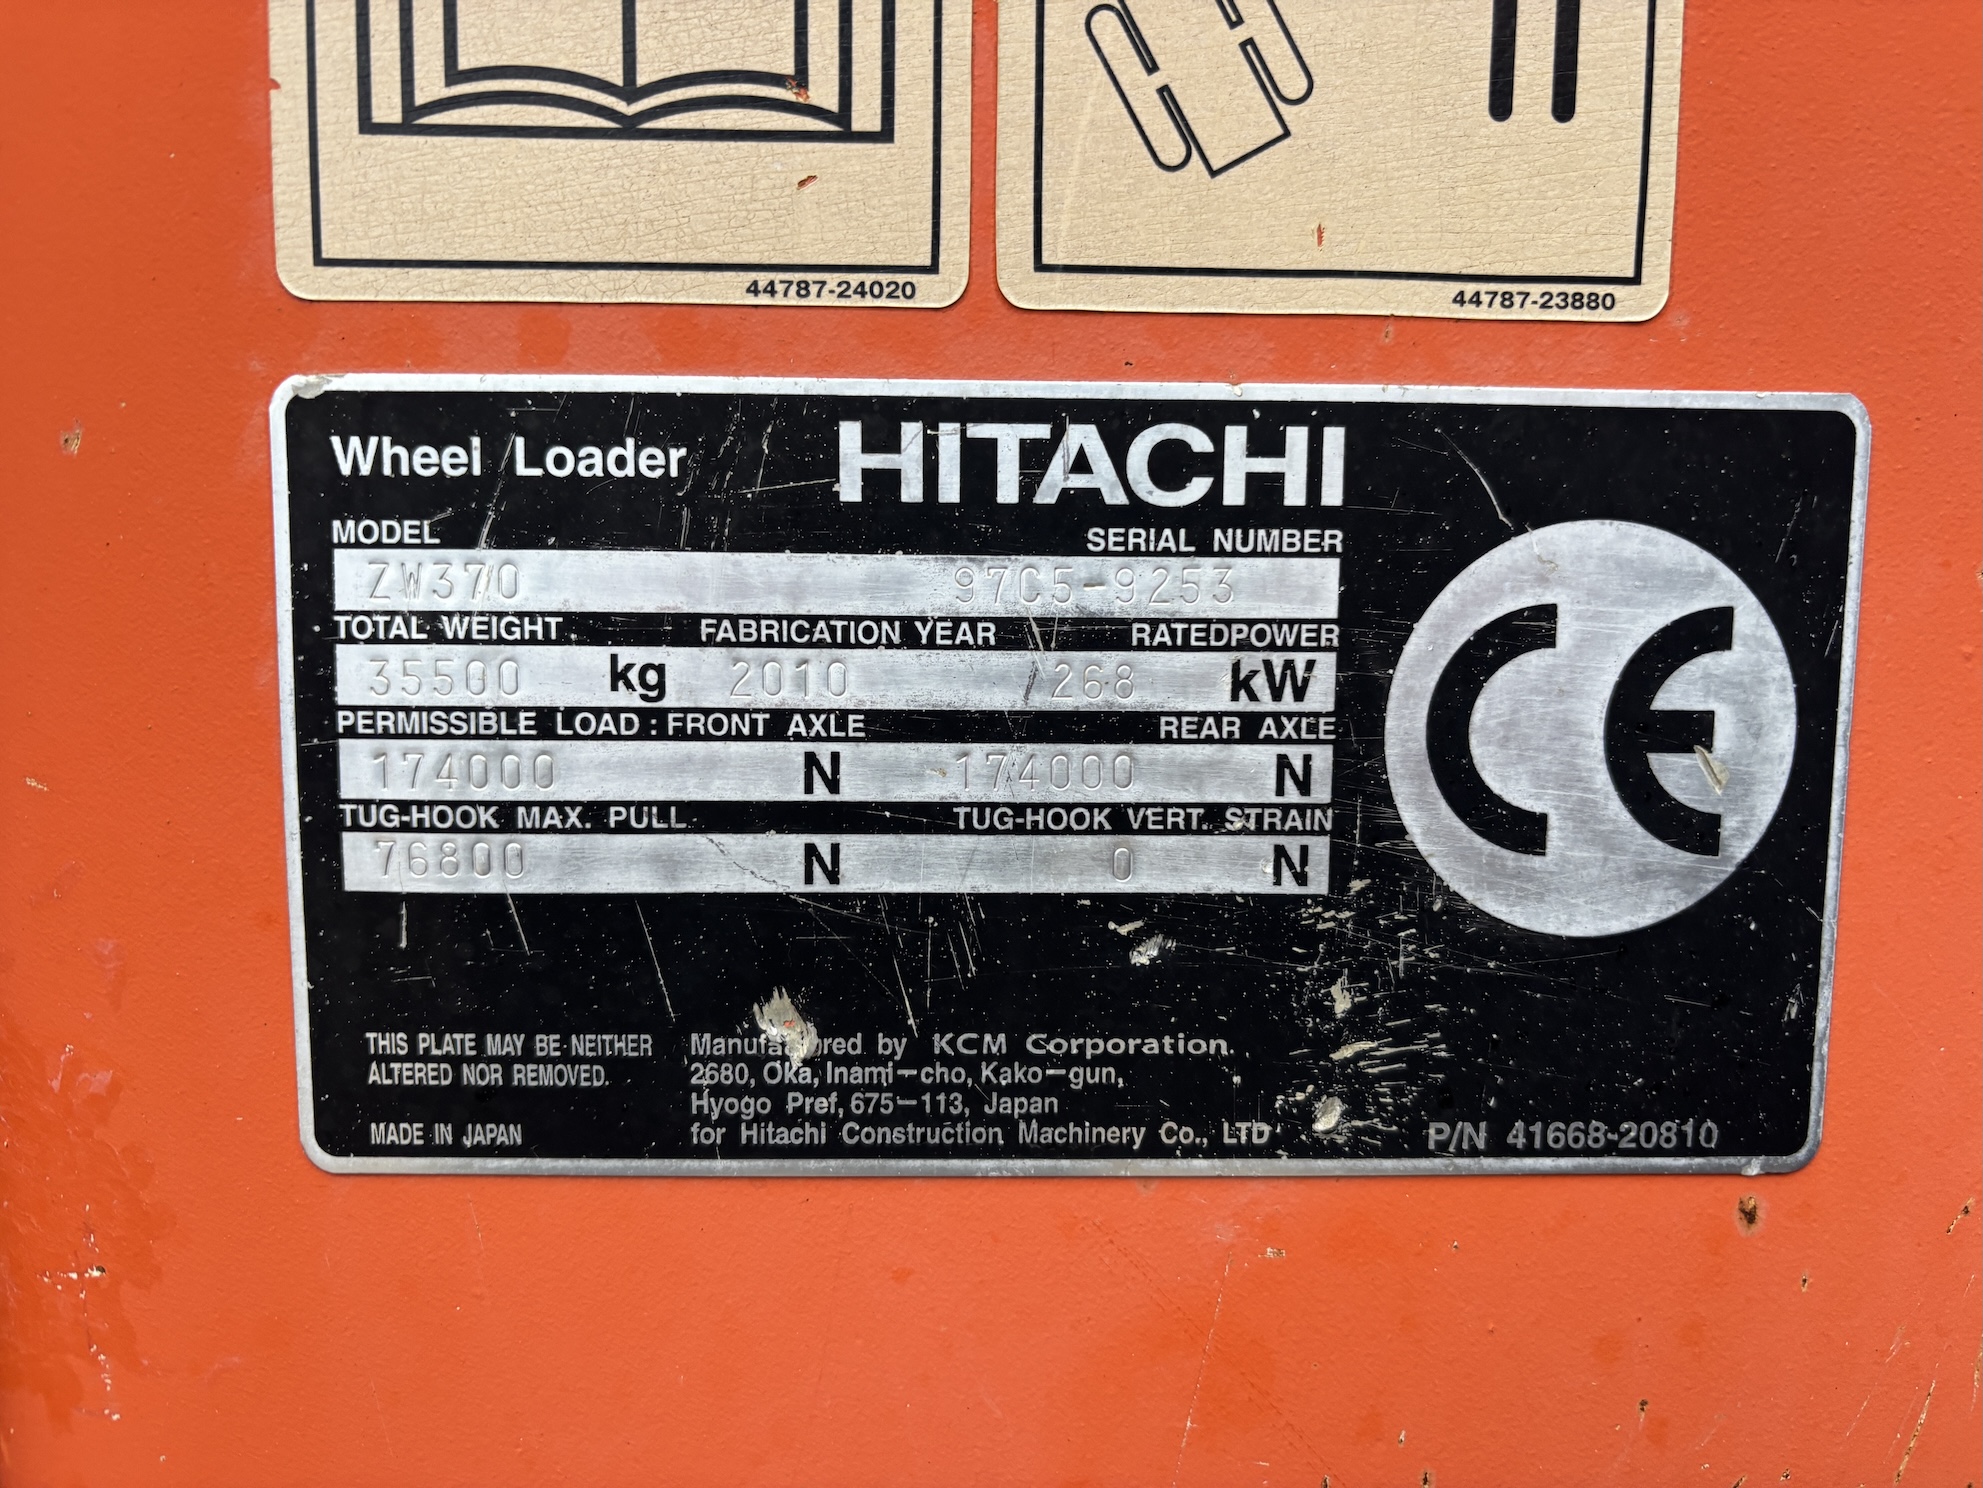 44787-24020
44787-23880
Wheel Loader HITACHI
MODEL SERIAL NUMBER
ZW370 97C5-9253
TOTAL WEIGHT FABRICATION YEAR RATEDPOWER
35500 kg 2010 268 kW
PERMISSIBLE LOAD : FRONT AXLE REAR AXLE
174000 N 174000 N
TUG-HOOK MAX. PULL TUG-HOOK VERT. STRAIN
76800 N 0 N
CE
THIS PLATE MAY BE NEITHER
ALTERED NOR REMOVED.
MADE IN JAPAN
Manufactured by KCM Corporation.
2680, Oka, Inami-cho, Kako-gun,
Hyogo Pref, 675-113, Japan
for Hitachi Construction Machinery Co., LTD
P/N 41668-20810